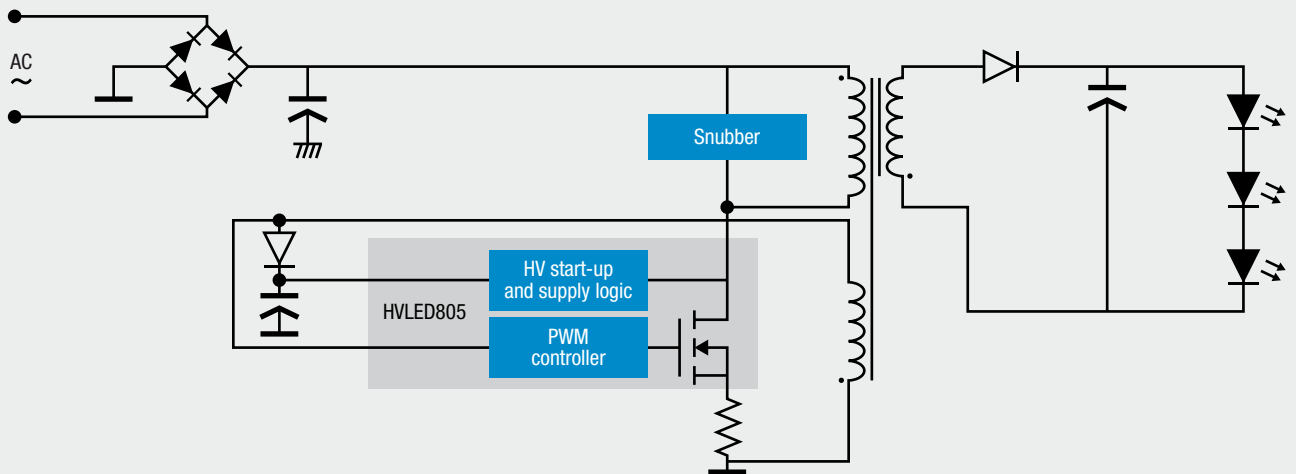 AC
~
Snubber
HV start-up
and supply logic
HVLED805
PWM
controller